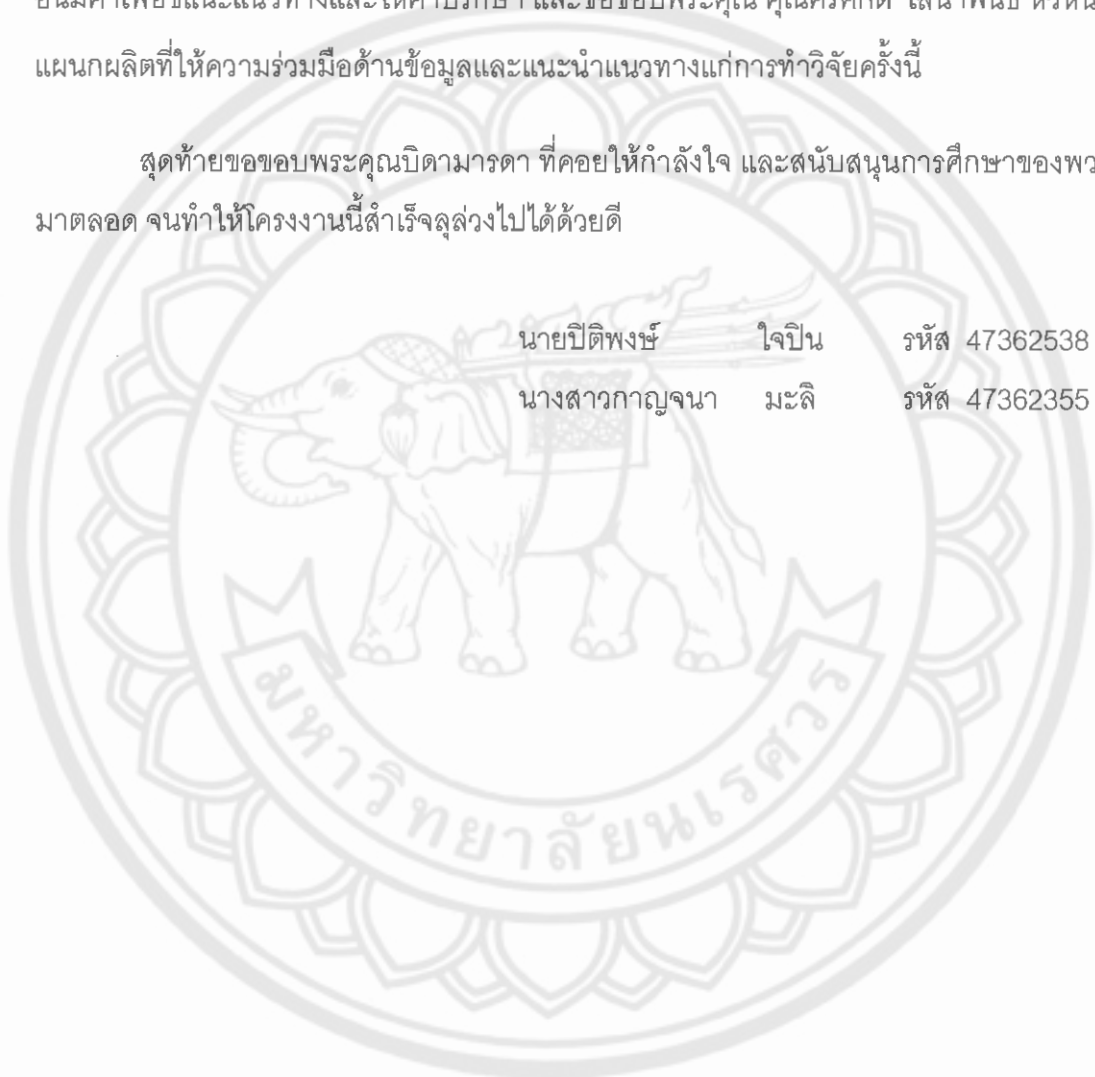 แผนกผลิตที่ให้ความร่วมมือด้านข้อมูลและแนะนำแนวทางแก่การทำวิจัยครั้งนี้
สุดท้ายขอขอบพระคุณบิดามารดา ที่คอยให้กำลังใจ และสนับสนุนการศึกษาของพว
มาตลอด จนทำให้โครงงานนี้สำเร็จลุล่วงไปได้ด้วยดี
นายปิติพงษ์ ใจปิน รหัส 47362538
นางสาวกาญจนา มะลิ รหัส 47362355
มหาวิทยาลัยนเรศวร